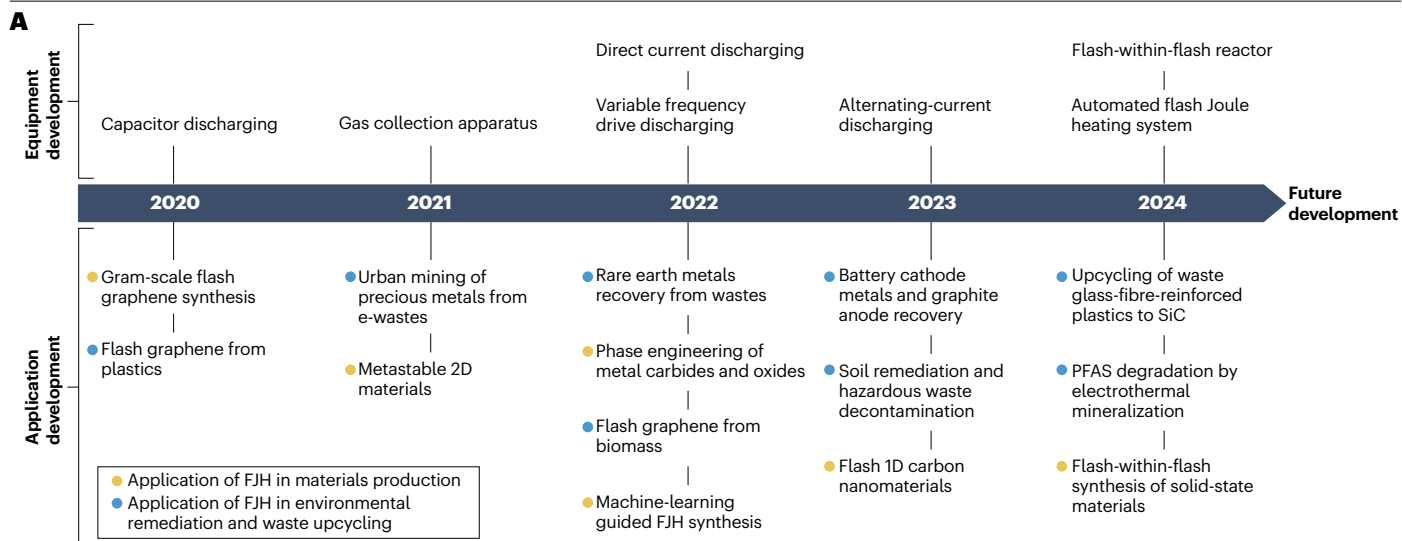 A
Equipment
development
Capacitor discharging
Gas collection apparatus
Direct current discharging
Variable frequency
drive discharging
Alternating-current
discharging
Flash-within-flash reactor
Automated flash Joule
heating system
2020
2021
2022
2023
2024
Future
development
Application
development
Gram-scale flash
graphene synthesis
Flash graphene from
plastics
Urban mining of
precious metals from
e-wastes
Metastable 2D
materials
Rare earth metals
recovery from wastes
Phase engineering of
metal carbides and oxides
Flash graphene from
biomass
Machine-learning
guided FJH synthesis
Battery cathode
metals and graphite
anode recovery
Soil remediation and
hazardous waste
decontamination
Flash 1D carbon
nanomaterials
Upcycling of waste
glass-fibre-reinforced
plastics to SiC
PFAS degradation by
electrothermal
mineralization
Flash-within-flash
synthesis of solid-state
materials
Application of FJH in materials production
Application of FJH in environmental
remediation and waste upcycling